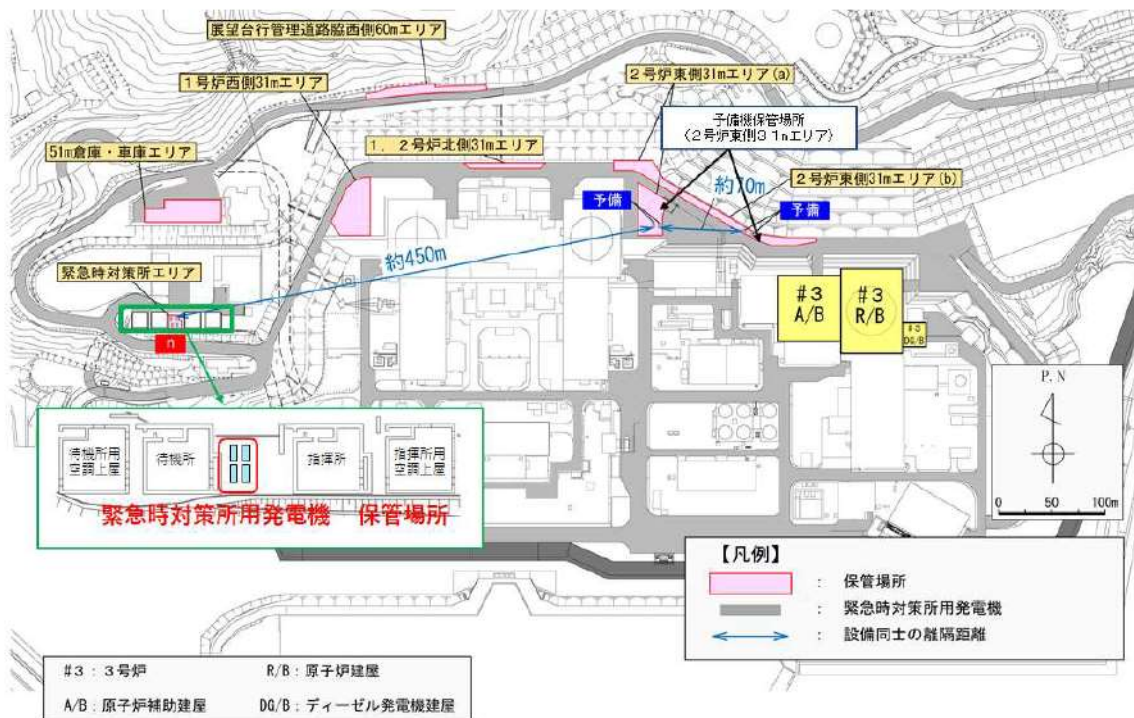 展望台行管理道路脇西側60mエリア
1号炉西側31mエリア
2号炉東側31mエリア(a)
予備機保管場所
(2号炉東側31nエリア)
51m倉庫・車庫エリア
1,2号炉北側31mエリア
2号炉東側31mエリア(b)
約70m
予備
予備
約450m
緊急時対策所エリア
n
#3
A/B
#3
R/B
#3
DG/B
P.N
0 50 100m
待機所用
空調上屋
待機所
指揮所
指揮所用
空調上屋
緊急時対策所用発電機 保管場所
【凡例】
: 保管場所
: 緊急時対策所用発電機
: 設備同士の離隔距離
#3:3号炉
R/B:原子炉建屋
A/B:原子炉補助建屋
DG/B:ディーゼル発電機建屋